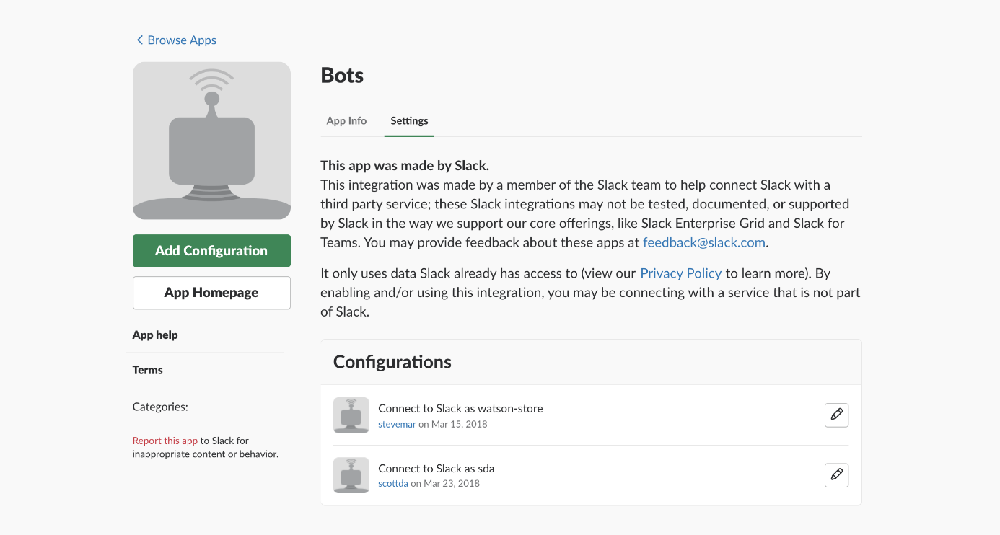 Browse Apps
Bots
App Info
Settings
This app was made by Slack.
This integration was made by a member of the Slack team to help connect Slack with a
third party service; these Slack integrations may not be tested, documented, or supported
by Slack in the way we support our core offerings, like Slack Enterprise Grid and Slack for
Teams. You may provide feedback about these apps at feedback@slack.com.
It only uses data Slack already has access to (view our Privacy Policy to learn more). By
enabling and/or using this integration, you may be connecting with a service that is not part
of Slack.
Add Configuration
App Homepage
App help
Terms
Categories:
Report this app to Slack for
inappropriate content or behavior.
Configurations
Connect to Slack as watson-store
stevemar on Mar 15, 2018
Connect to Slack as sda
scottda on Mar 23, 2018